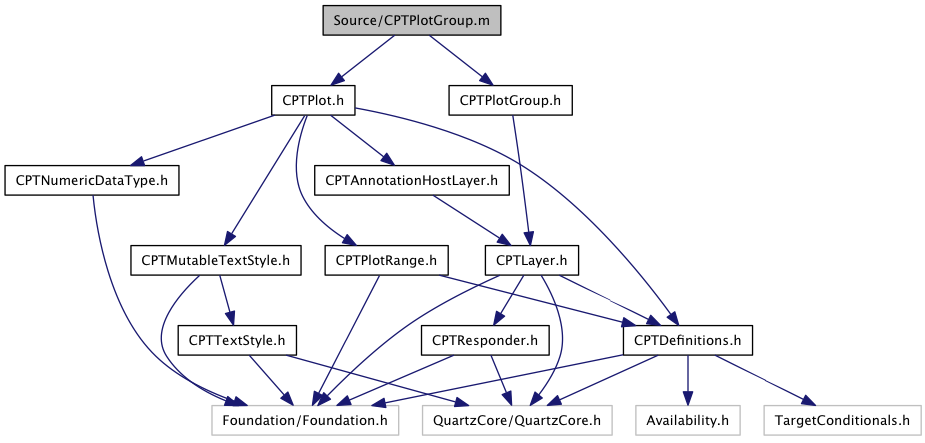 Source/CPTPlotGroup.m
CPTPlot.h
CPTPlotGroup.h
CPTNumericDataType.h
CPTAnnotationHostLayer.h
CPTMutableTextStyle.h
CPTPlotRange.h
CPTLayer.h
CPTTextStyle.h
CPTResponder.h
CPTDefinitions.h
Foundation/Foundation.h
QuartzCore/QuartzCore.h
Availability.h
TargetConditionals.h